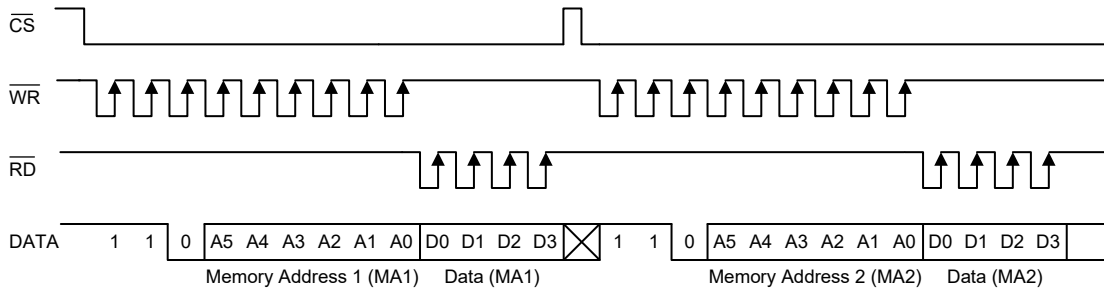 CS
WR
RD
DATA 1 1 0 A5 A4 A3 A2 A1 A0 D0 D1 D2 D3 1 1 0 A5 A4 A3 A2 A1 A0 D0 D1 D2 D3
Memory Address 1 (MA1) Data (MA1) Memory Address 2 (MA2) Data (MA2)